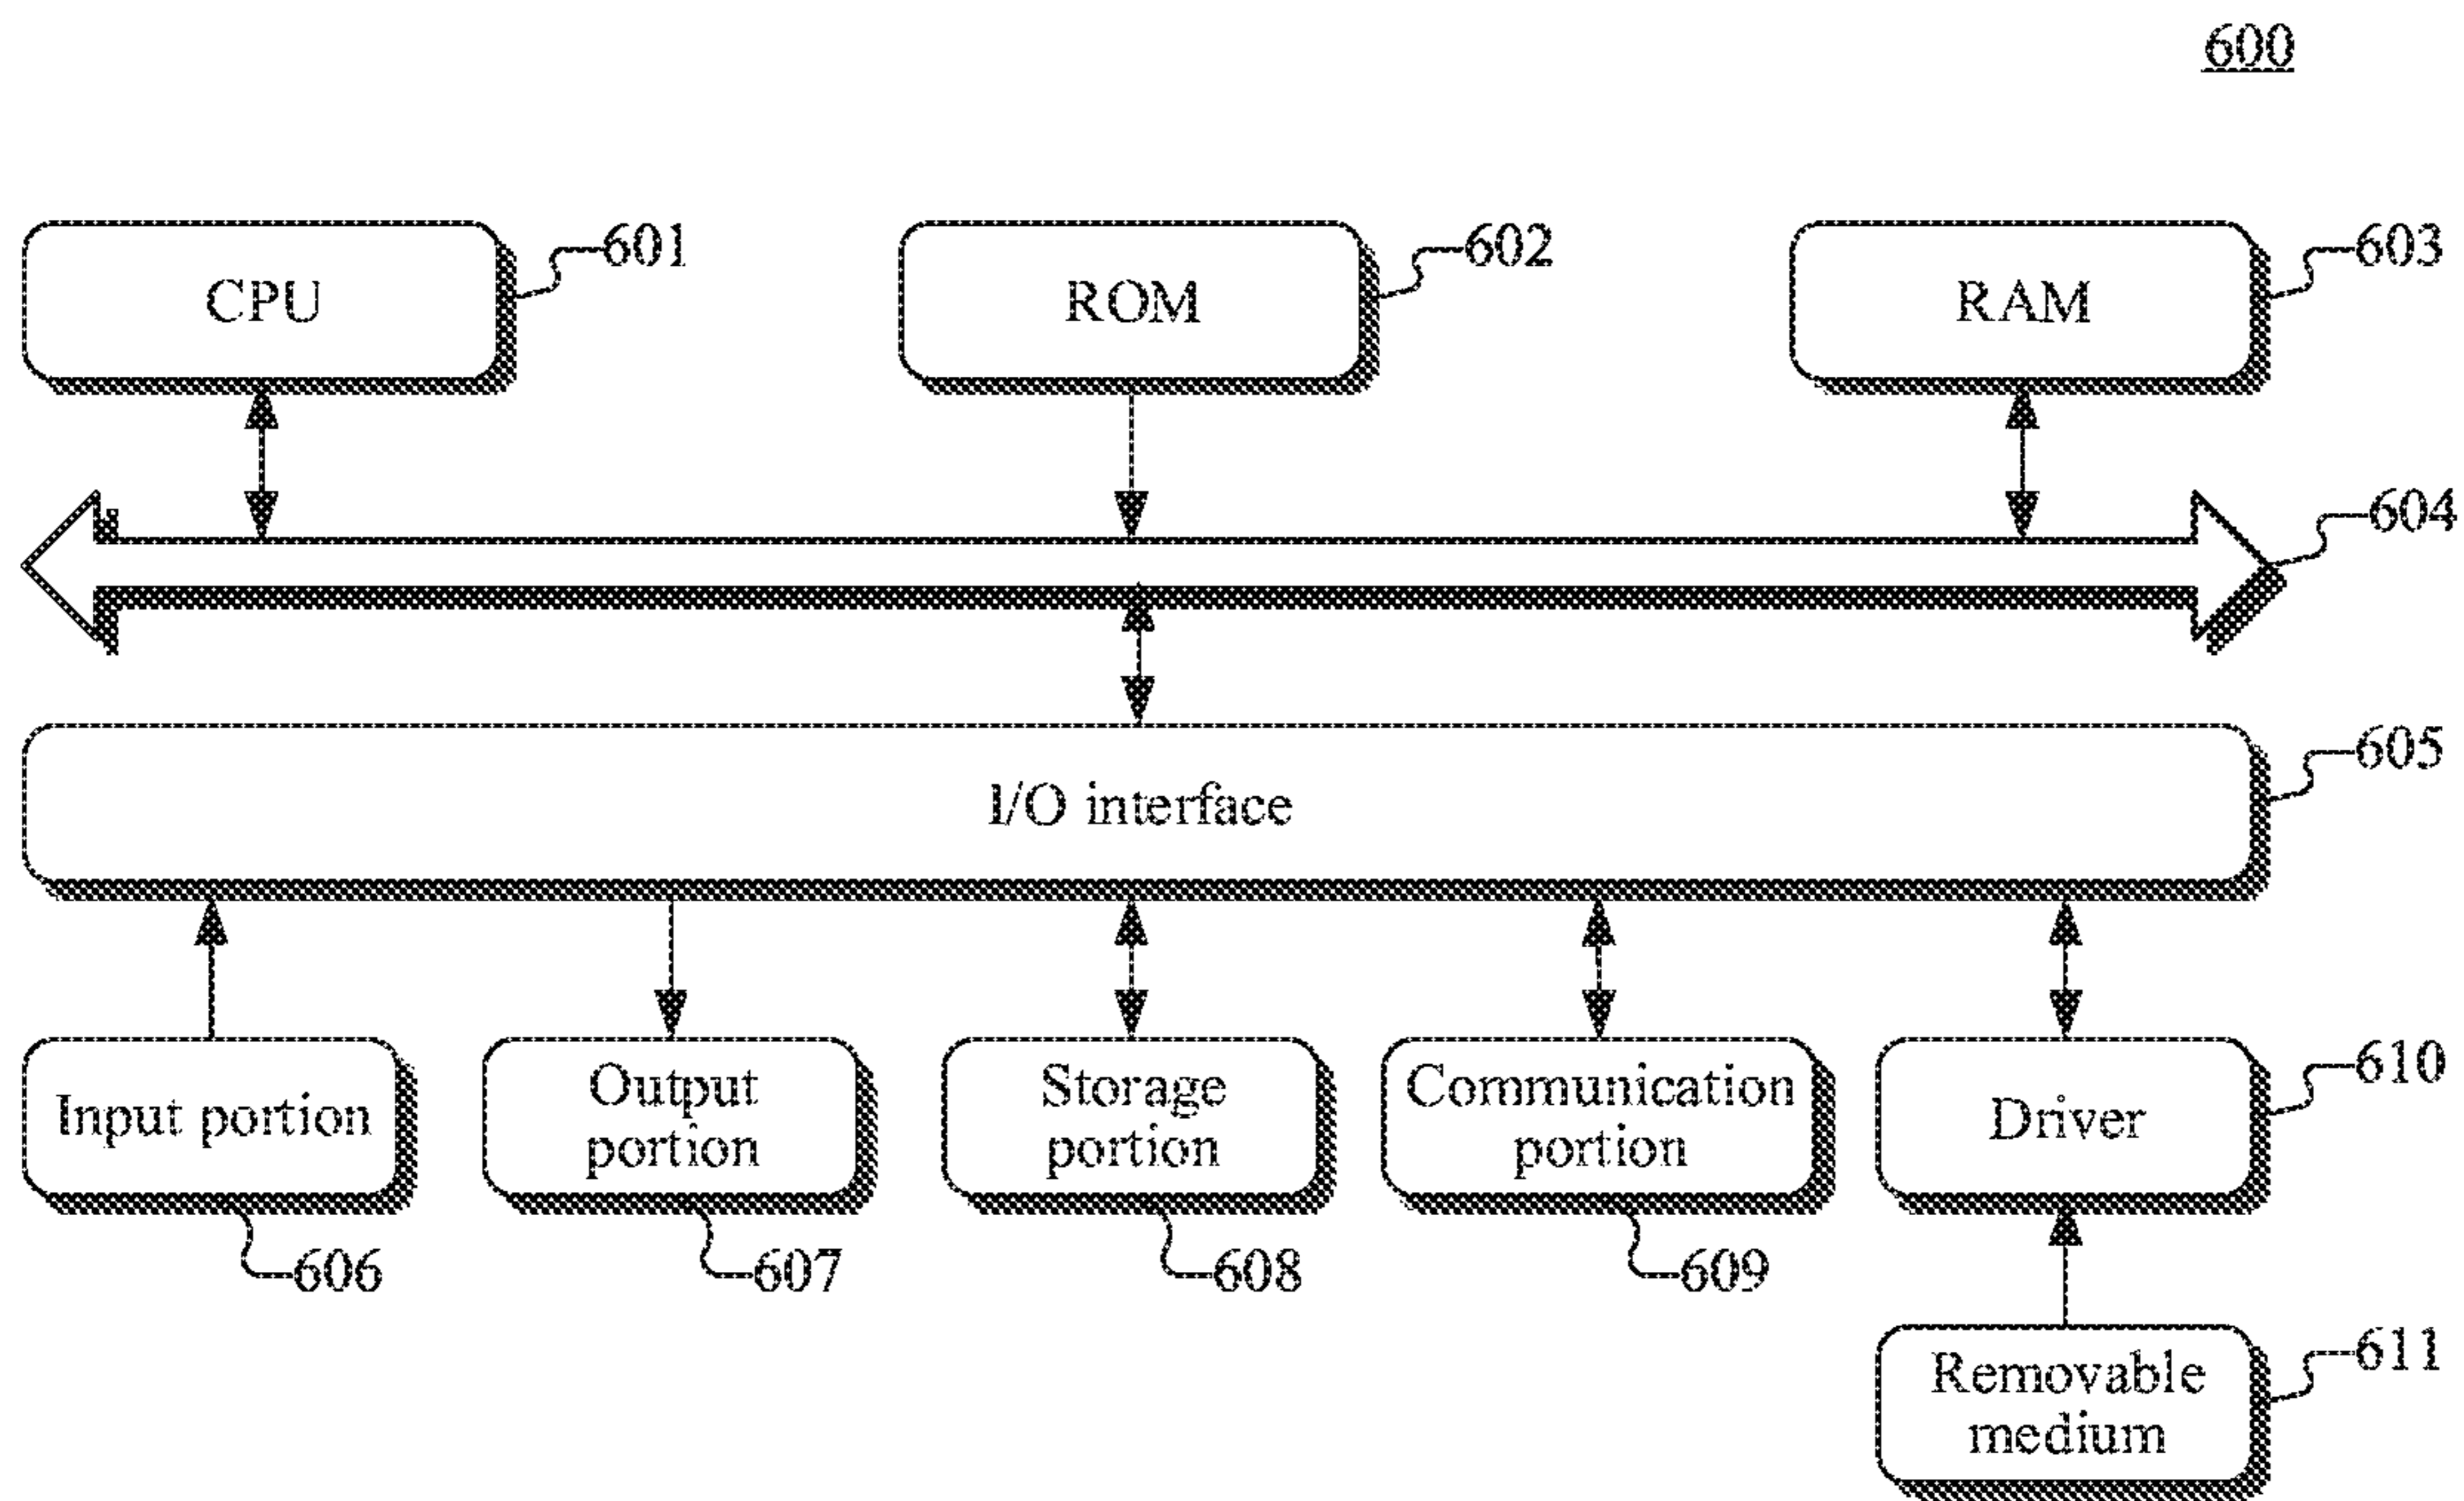 600
CPU
601
ROM
602
RAM
603
604
I/O interface
605
Input portion
606
Output
portion
607
Storage
portion
608
Communication
portion
609
Driver
610
Removable
medium
611